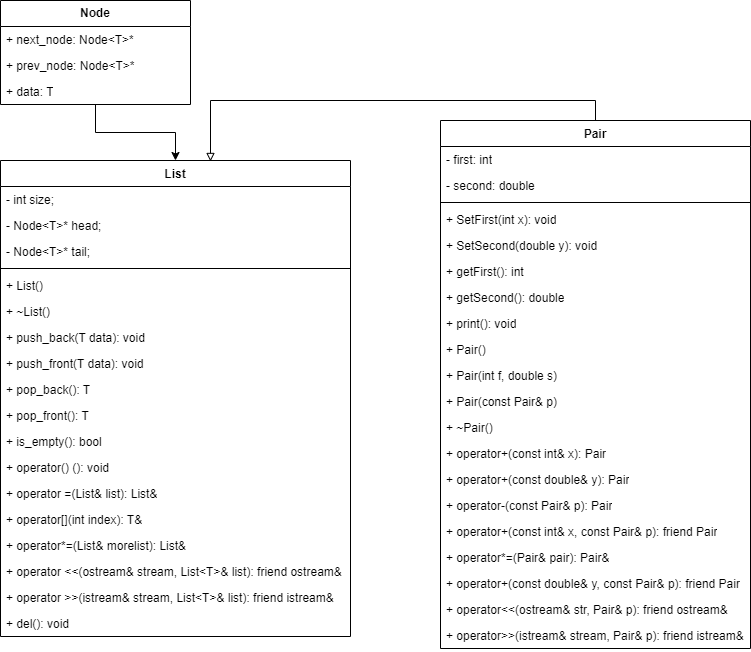 Node
+ next_node: Node<T>*
+ prev_node: Node<T>*
+ data: T
List
- int size;
- Node<T>* head;
- Node<T>* tail;
+ List()
+ ~List()
+ push_back(T data): void
+ push_front(T data): void
+ pop_back(): T
+ pop_front(): T
+ is_empty(): bool
+ operator() (): void
+ operator =(List& list): List&
+ operator[](int index): T&
+ operator*=(List& morelist): List&
+ operator <<(ostream& stream, List<T>& list): friend ostream&
+ operator >>(istream& stream, List<T>& list): friend istream&
+ del(): void
Pair
- first: int
- second: double
+ SetFirst(int x): void
+ SetSecond(double y): void
+ getFirst(): int
+ getSecond(): double
+ print(): void
+ Pair()
+ Pair(int f, double s)
+ Pair(const Pair& p)
+ ~Pair()
+ operator+(const int& x): Pair
+ operator+(const double& y): Pair
+ operator-(const Pair& p): Pair
+ operator+(const int& x, const Pair& p): friend Pair
+ operator*=(Pair& pair): Pair&
+ operator+(const double& y, const Pair& p): friend Pair
+ operator<<(ostream& str, Pair& p): friend ostream&
+ operator>>(istream& stream, Pair& p): friend istream&